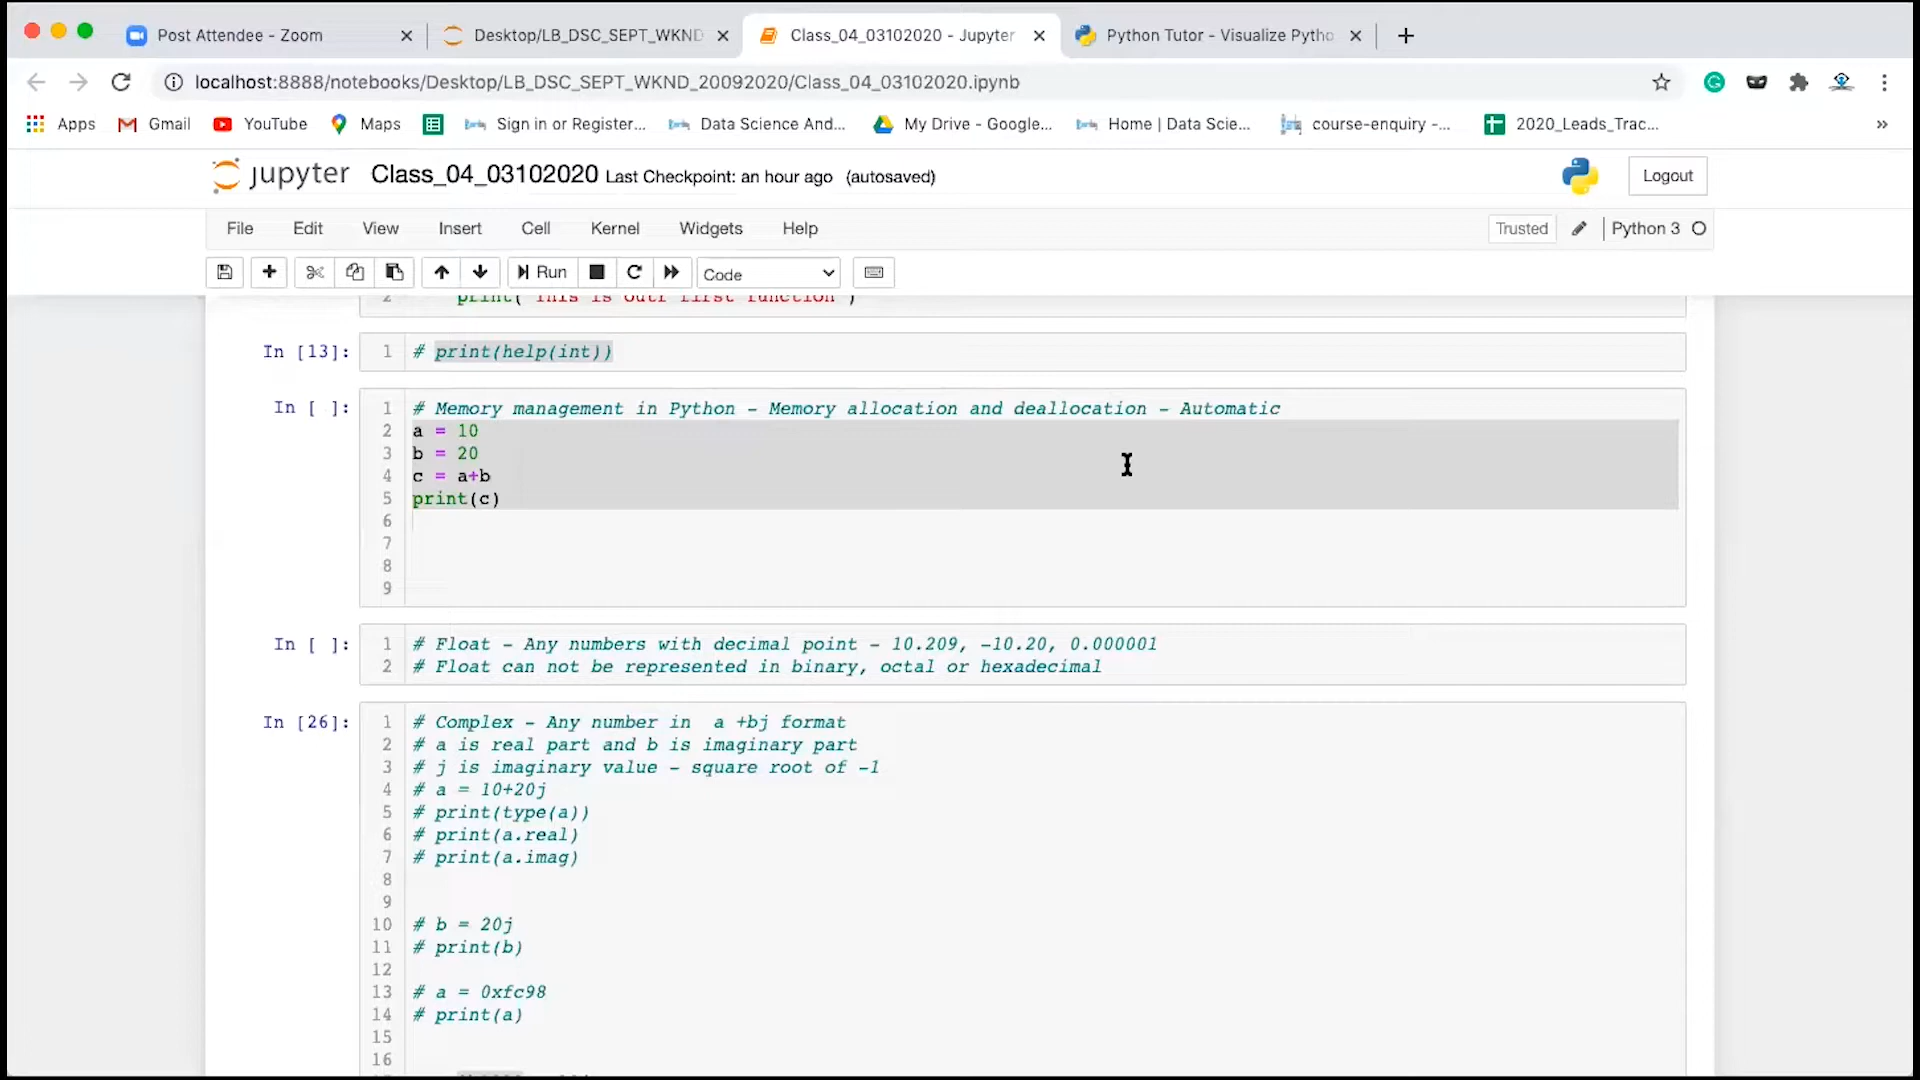 Post Attendee - Zoom
Desktop/LB_DSC_SEPT_WKND
Class_04_03102020 - Jupyter
Python Tutor - Visualize Pytho
localhost:8888/notebooks/Desktop/LB_DSC_SEPT_WKND_20092020/Class_04_03102020.ipynb
Apps
Gmail
YouTube
Maps
Sign in or Register...
Data Science And...
My Drive - Google...
Home | Data Scie...
course-enquiry -...
2020_Leads_Trac...
»
jupyter Class_04_03102020 Last Checkpoint: an hour ago (autosaved)
Logout
File Edit View Insert Cell Kernel Widgets Help
Trusted
Python 3
Run
Code
2 print("This is outr first function")
In [13]: 1 # print(help(int))
In [ ]: 1 # Memory management in Python - Memory allocation and deallocation - Automatic
2 a = 10
3 b = 20
4 c = a+b
5 print(c)
6
7
8
9
In [ ]: 1 # Float - Any numbers with decimal point - 10.209, -10.20, 0.000001
2 # Float can not be represented in binary, octal or hexadecimal
In [26]: 1 # Complex - Any number in  a +bj format
2 # a is real part and b is imaginary part
3 # j is imaginary value - square root of -1
4 # a = 10+20j
5 # print(type(a))
6 # print(a.real)
7 # print(a.imag)
8
9
10 # b = 20j
11 # print(b)
12
13 # a = 0xfc98
14 # print(a)
15
16